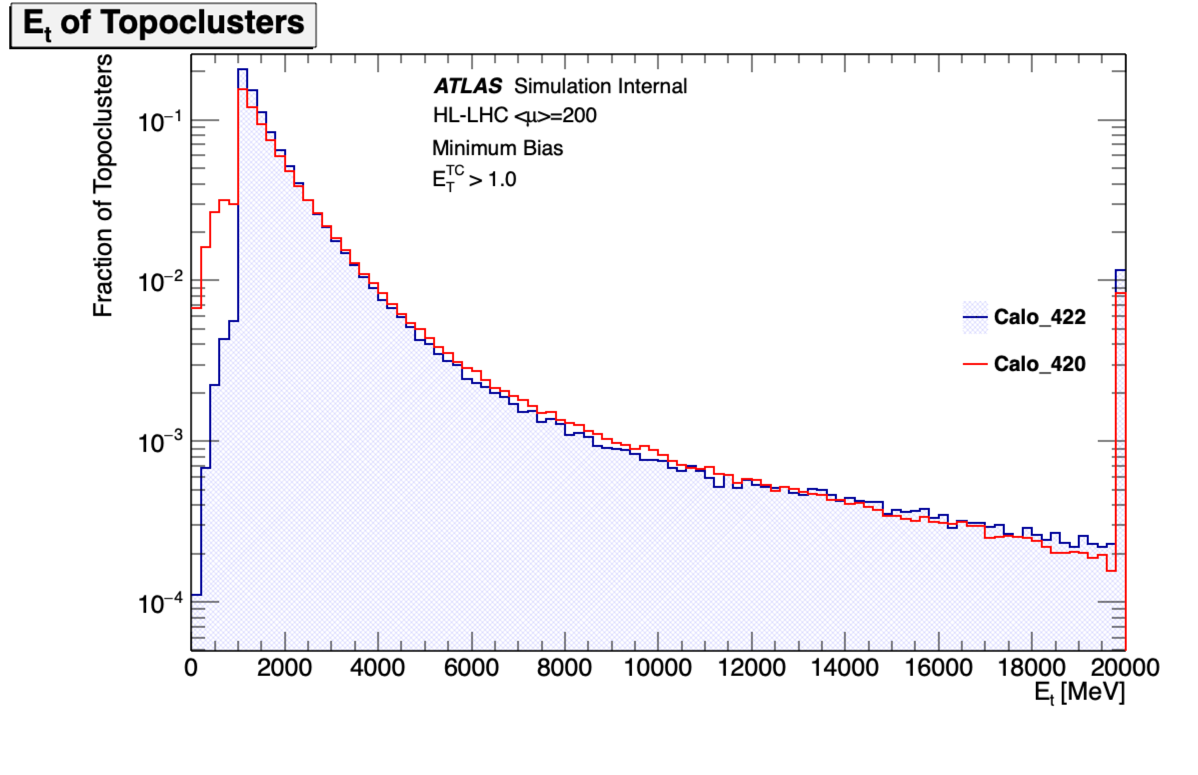 Et of Topoclusters
Fraction of Topoclusters
ATLAS Simulation Internal
HL-LHC <μ>=200
Minimum Bias
E_T^TC > 1.0
10^−1
10^−2
10^−3
10^−4
Calo_422
Calo_420
0 2000 4000 6000 8000 10000 12000 14000 16000 18000 20000
Et [MeV]